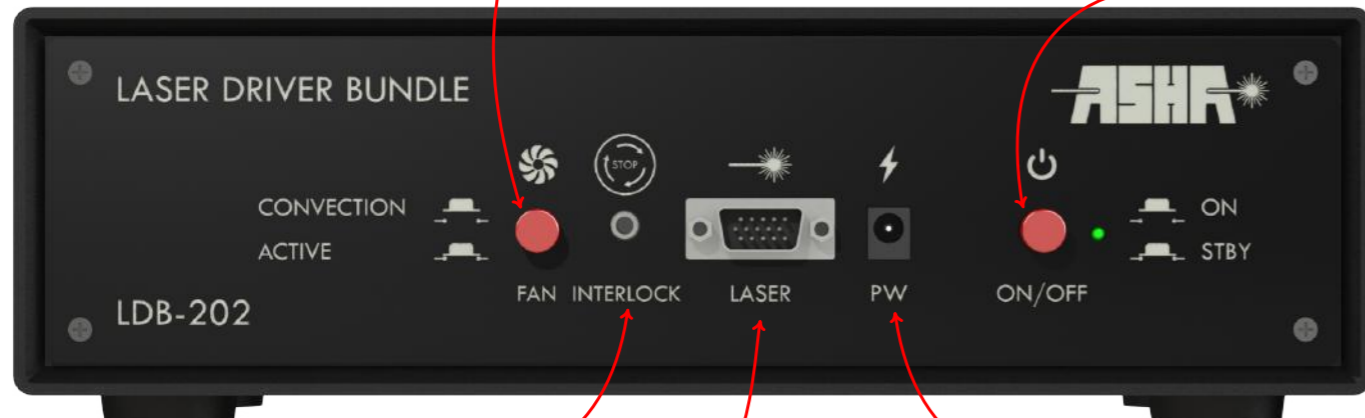 LASER DRIVER BUNDLE
ASHA
STOP
CONVECTION
ACTIVE
ON
STBY
FAN INTERLOCK LASER PW ON/OFF
LDB-202